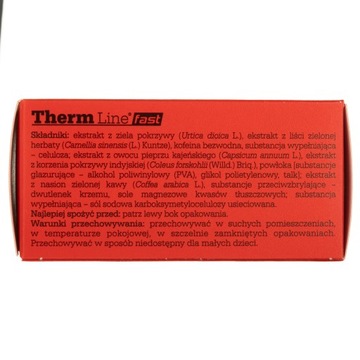 Therm Line® fast
Składniki: ekstrakt z ziela pokrzywy (Urtica dioica L.), ekstrakt z liści zielonej
herbaty (Camellia sinensis (L.) Kuntze), kofeina bezwodna, substancja wypełniająca
– celuloza; ekstrakt z owocu pieprzu kajeńskiego (Capsicum annuum L.), ekstrakt
z korzenia pokrzywy indyjskiej (Coleus forskohlii (Willd.) Briq.), powłoka [substancje
glazurujące - alkohol poliwinylowy (PVA), glikol polietylenowy, talk]; ekstrakt
z nasion zielonej kawy (Coffea arabica L.), substancje przeciwzbrylające –
dwutlenek krzemu, sole magnezowe kwasów tłuszczowych; substancja
wypełniająca – sól sodowa karboksymetylocelulozy usieciowana.
Najlepiej spożyć przed: patrz lewy bok opakowania.
Warunki przechowywania: przechowywać w suchym pomieszczeniu,
w temperaturze pokojowej, w szczelnie zamkniętych opakowaniach.
Przechowywać w sposób niedostępny dla małych dzieci.